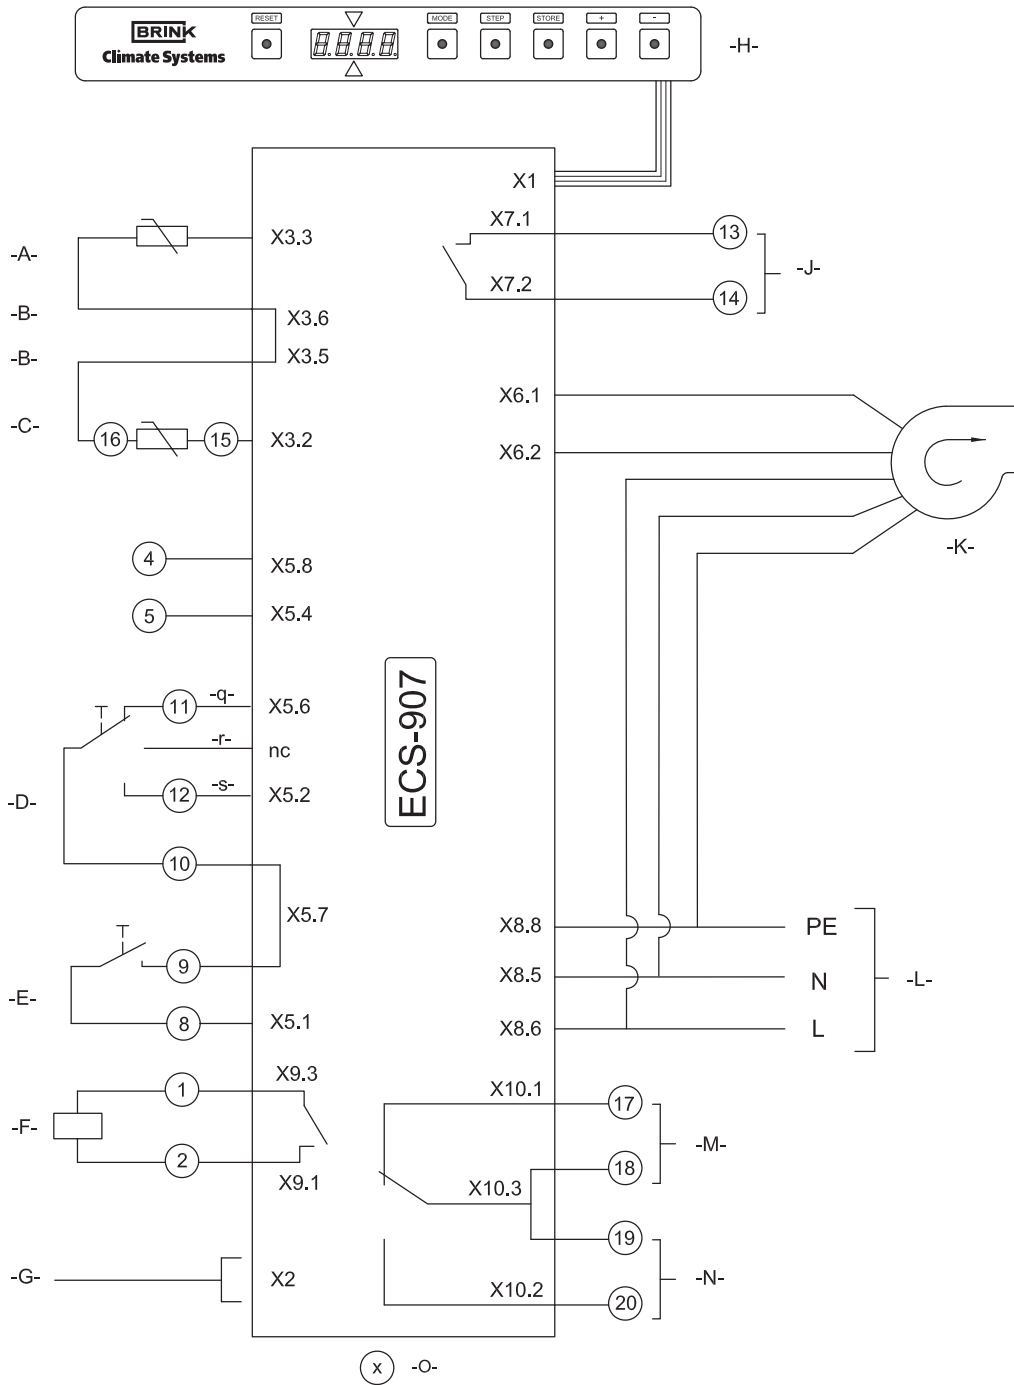 RESET MODE STEP STORE + -
BRINK
Climate Systems
8.8.8.8.
-H-
X1
X7.1
13
-A-
X3.3
-J-
X7.2
14
-B-
X3.6
-B-
X3.5
X6.1
-C-
16
15
X3.2
X6.2
-K-
4
X5.8
5
X5.4
ECS-907
11
-q-
X5.6
-r-
nc
-D-
12
-s-
X5.2
10
X5.7
X8.8
PE
9
-E-
X8.5
N
-L-
8
X5.1
X8.6
L
X9.3
1
X10.1
17
-F-
-M-
2
X9.1
X10.3
18
19
-G-
X2
X10.2
-N-
20
x -O-